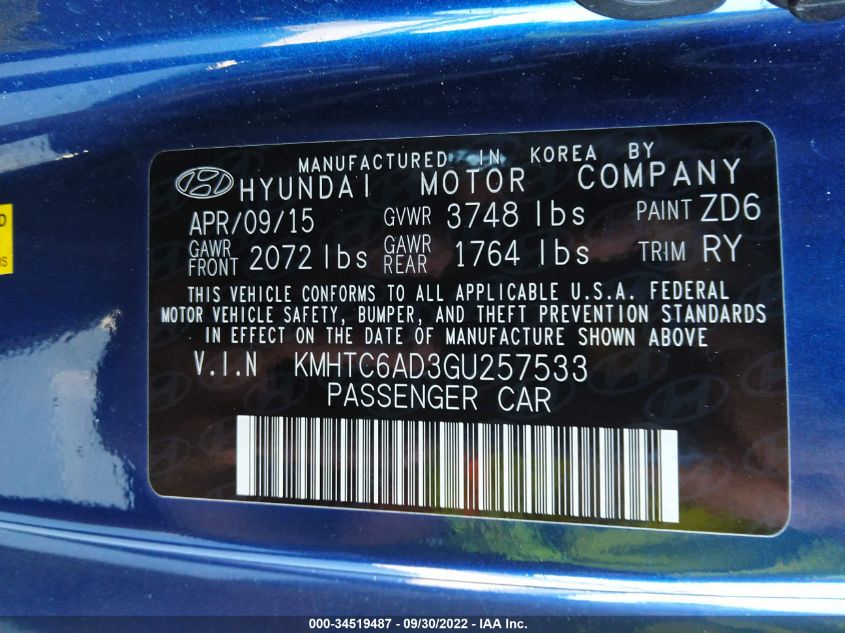 MANUFACTURED IN KOREA BY
HYUNDAI MOTOR COMPANY
APR/09/15 GVWR 3748 lbs PAINT ZD6
GAWR FRONT 2072 lbs GAWR REAR 1764 lbs TRIM RY
THIS VEHICLE CONFORMS TO ALL APPLICABLE U.S.A. FEDERAL
MOTOR VEHICLE SAFETY, BUMPER, AND THEFT PREVENTION STANDARDS
IN EFFECT ON THE DATE OF MANUFACTURE SHOWN ABOVE
V.I.N KMHTC6AD3GU257533
PASSENGER CAR
000-34519487 - 09/30/2022 - IAA Inc.